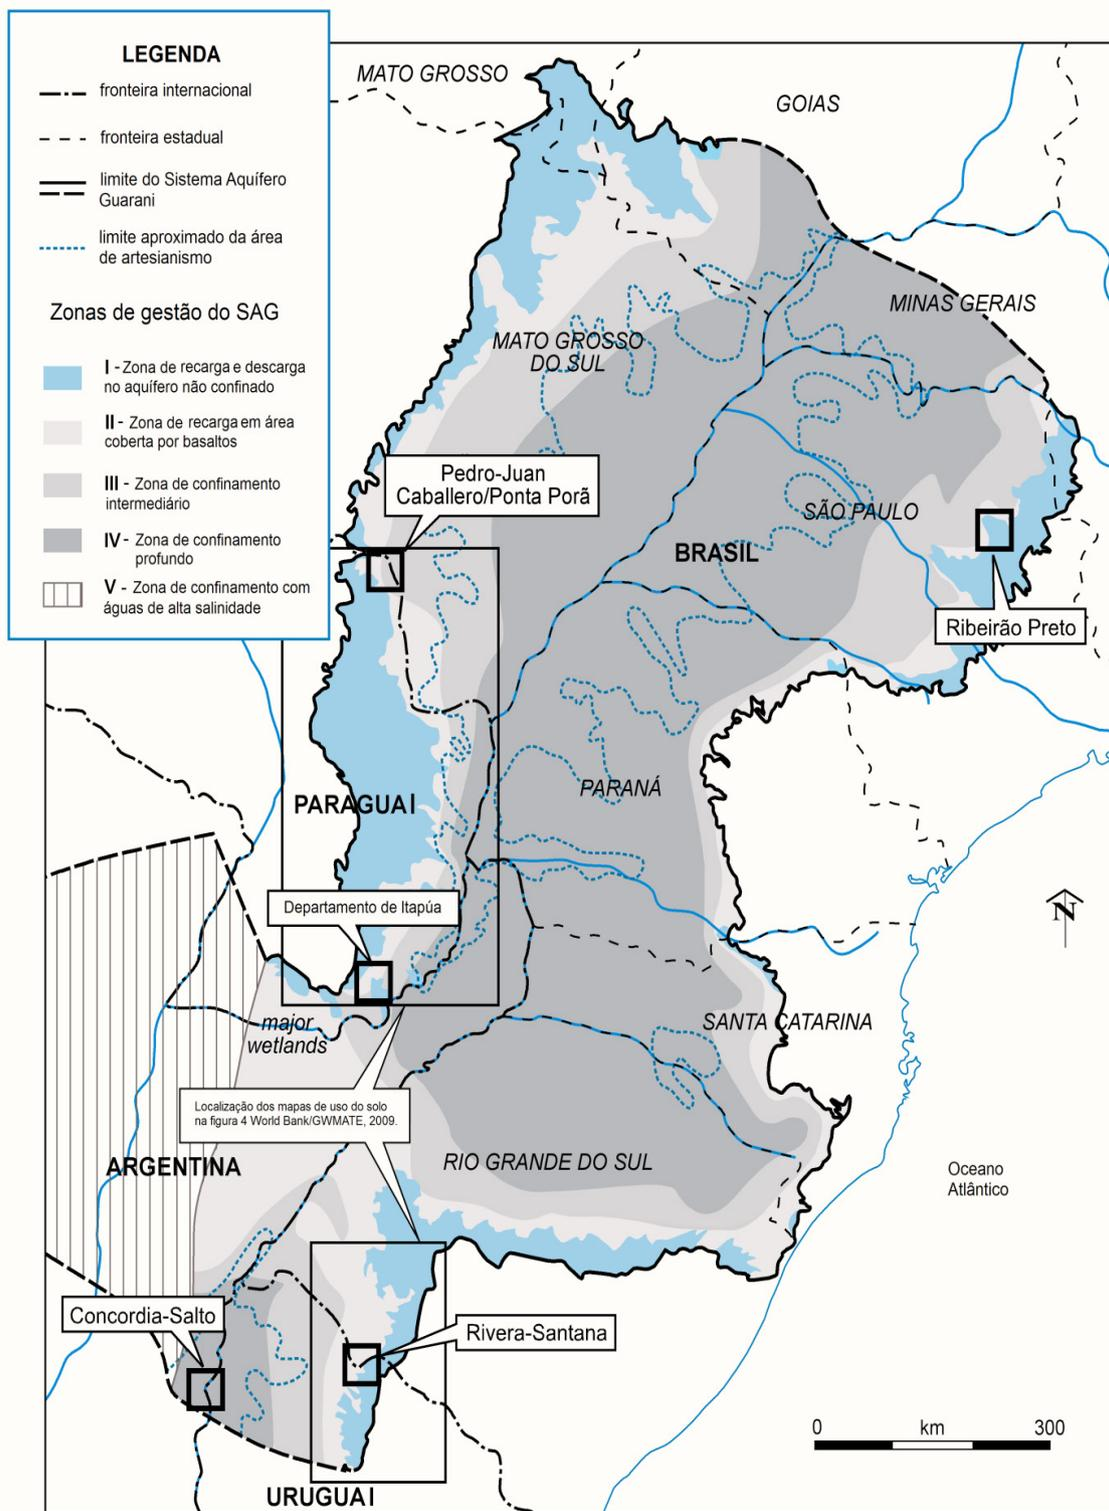 LEGENDA
fronteira internacional
fronteira estadual
limite do Sistema Aquífero
Guarani
limite aproximado da área
de artesianismo
Zonas de gestão do SAG
I - Zona de recarga e descarga
no aquífero não confinado
II - Zona de recarga em área
coberta por basaltos
III - Zona de confinamento
intermediário
IV - Zona de confinamento
profundo
V - Zona de confinamento com
águas de alta salinidade
MATO GROSSO
GOIAS
MINAS GERAIS
MATO GROSSO
DO SUL
Pedro-Juan
Caballero/Ponta Porã
SÃO PAULO
BRASIL
Ribeirão Preto
PARANÁ
PARAGUAI
Departamento de Itapúa
N
major
wetlands
SANTA CATARINA
Localização dos mapas de uso do solo
na figura 4 World Bank/GWMATE, 2009.
ARGENTINA
RIO GRANDE DO SUL
Oceano
Atlântico
Concordia-Salto
Rivera-Santana
0 km 300
URUGUAI